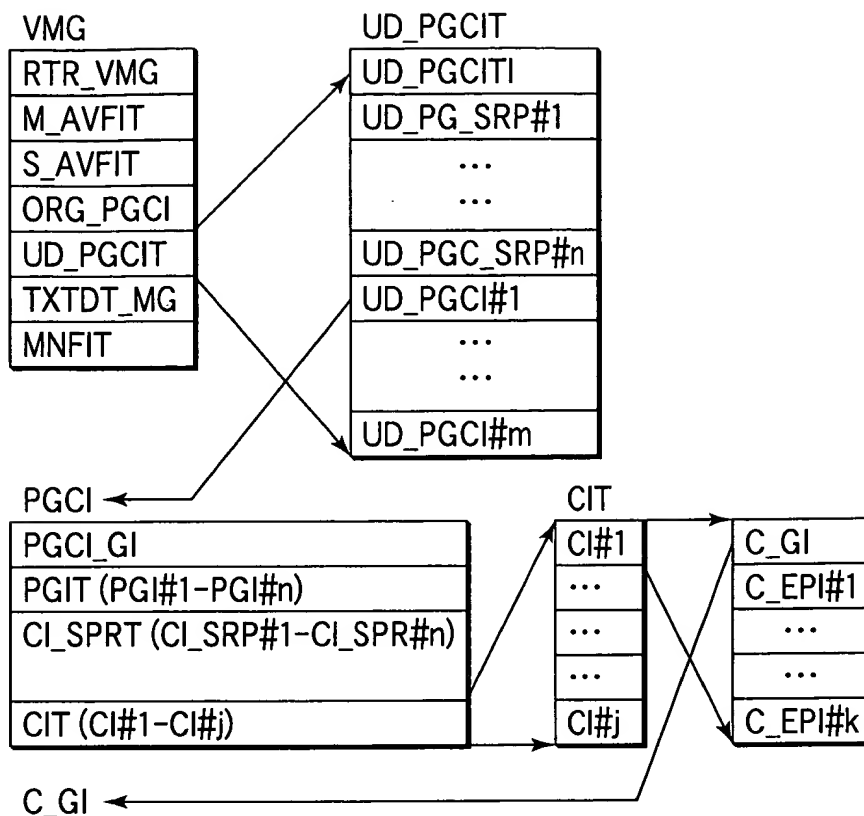 VMG
RTR_VMG
M_AVFIT
S_AVFIT
ORG_PGCI
UD_PGCIT
TXTDT_MG
MNFIT
UD_PGCIT
UD_PGCITI
UD_PG_SRP#1
...
...
UD_PGC_SRP#n
UD_PGCI#1
...
...
UD_PGCI#m
PGCI
PGCI_GI
PGIT (PGI#1-PGI#n)
CI_SPRT (CI_SRP#1-CI_SPR#n)
CIT (CI#1-CI#j)
CIT
CI#1
...
...
...
CI#j
C_GI
C_EPI#1
...
...
C_EPI#k
C_GI